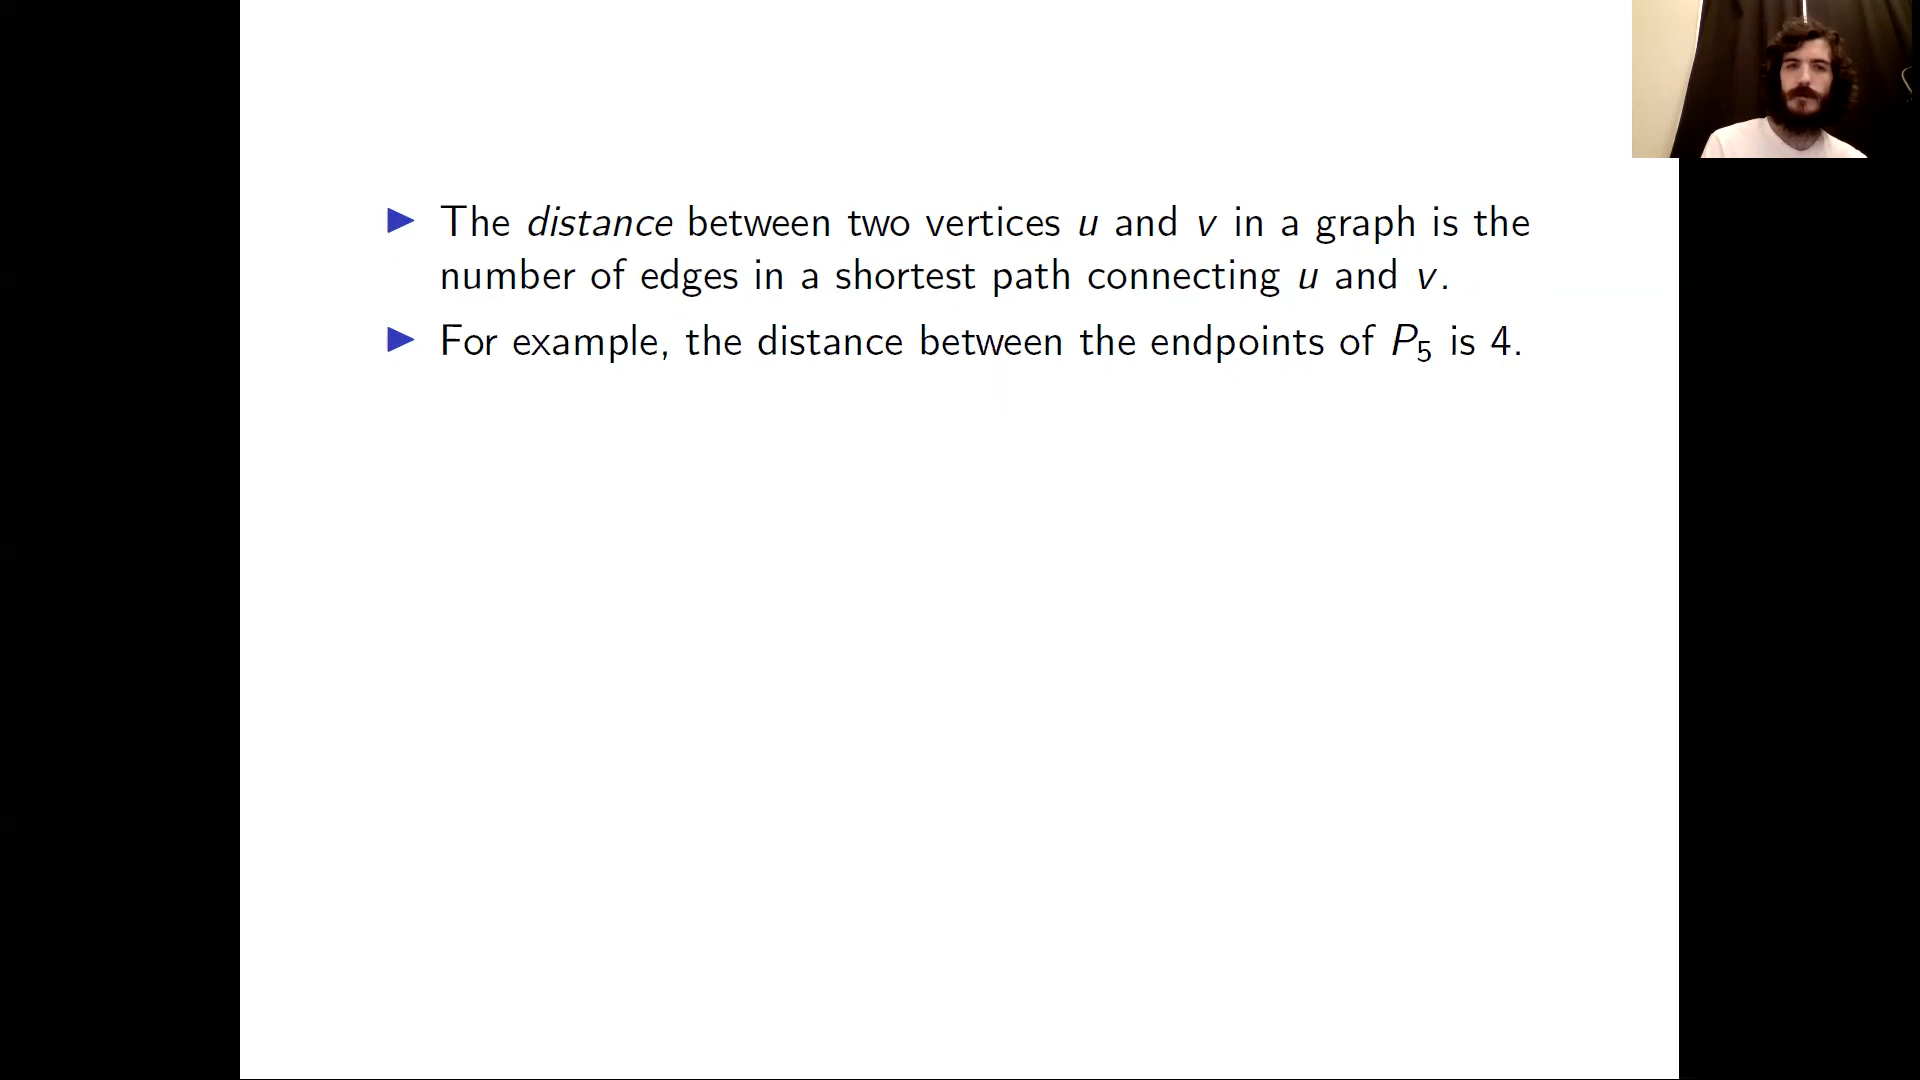 The distance between two vertices u and v in a graph is the
number of edges in a shortest path connecting u and v.
For example, the distance between the endpoints of P₅ is 4.